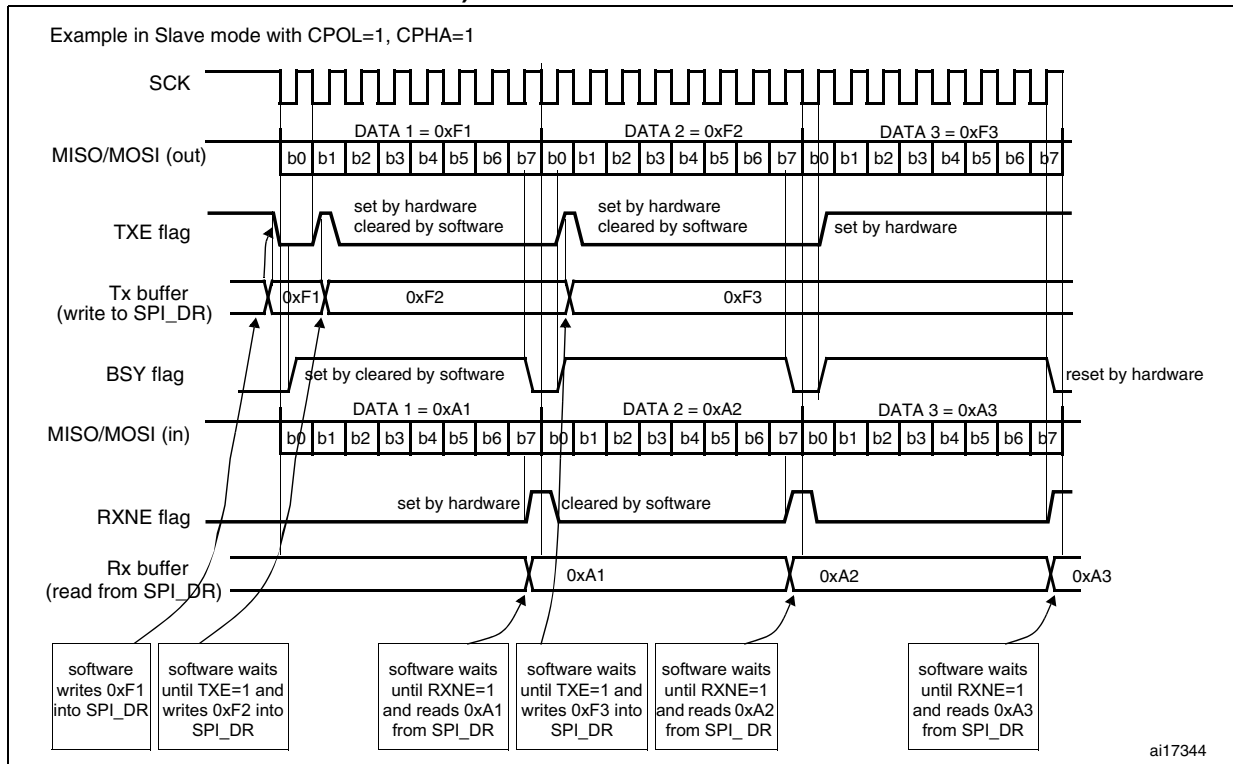 Example in Slave mode with CPOL=1, CPHA=1
SCK
DATA 1 = 0xF1
DATA 2 = 0xF2
DATA 3 = 0xF3
MISO/MOSI (out)
b0 b1 b2 b3 b4 b5 b6 b7 b0 b1 b2 b3 b4 b5 b6 b7 b0 b1 b2 b3 b4 b5 b6 b7
set by hardware
cleared by software
set by hardware
cleared by software
set by hardware
TXE flag
Tx buffer
(write to SPI_DR)
0xF1
0xF2
0xF3
BSY flag
set by cleared by software
reset by hardware
DATA 1 = 0xA1
DATA 2 = 0xA2
DATA 3 = 0xA3
MISO/MOSI (in)
b0 b1 b2 b3 b4 b5 b6 b7 b0 b1 b2 b3 b4 b5 b6 b7 b0 b1 b2 b3 b4 b5 b6 b7
RXNE flag
set by hardware
cleared by software
Rx buffer
(read from SPI_DR)
0xA1
0xA2
0xA3
software
writes 0xF1
into SPI_DR
software waits
until TXE=1 and
writes 0xF2 into
SPI_DR
software waits
until RXNE=1
and reads 0xA1
from SPI_DR
software waits
until TXE=1 and
writes 0xF3 into
SPI_DR
software waits
until RXNE=1
and reads 0xA2
from SPI_ DR
software waits
until RXNE=1
and reads 0xA3
from SPI_DR
ai17344